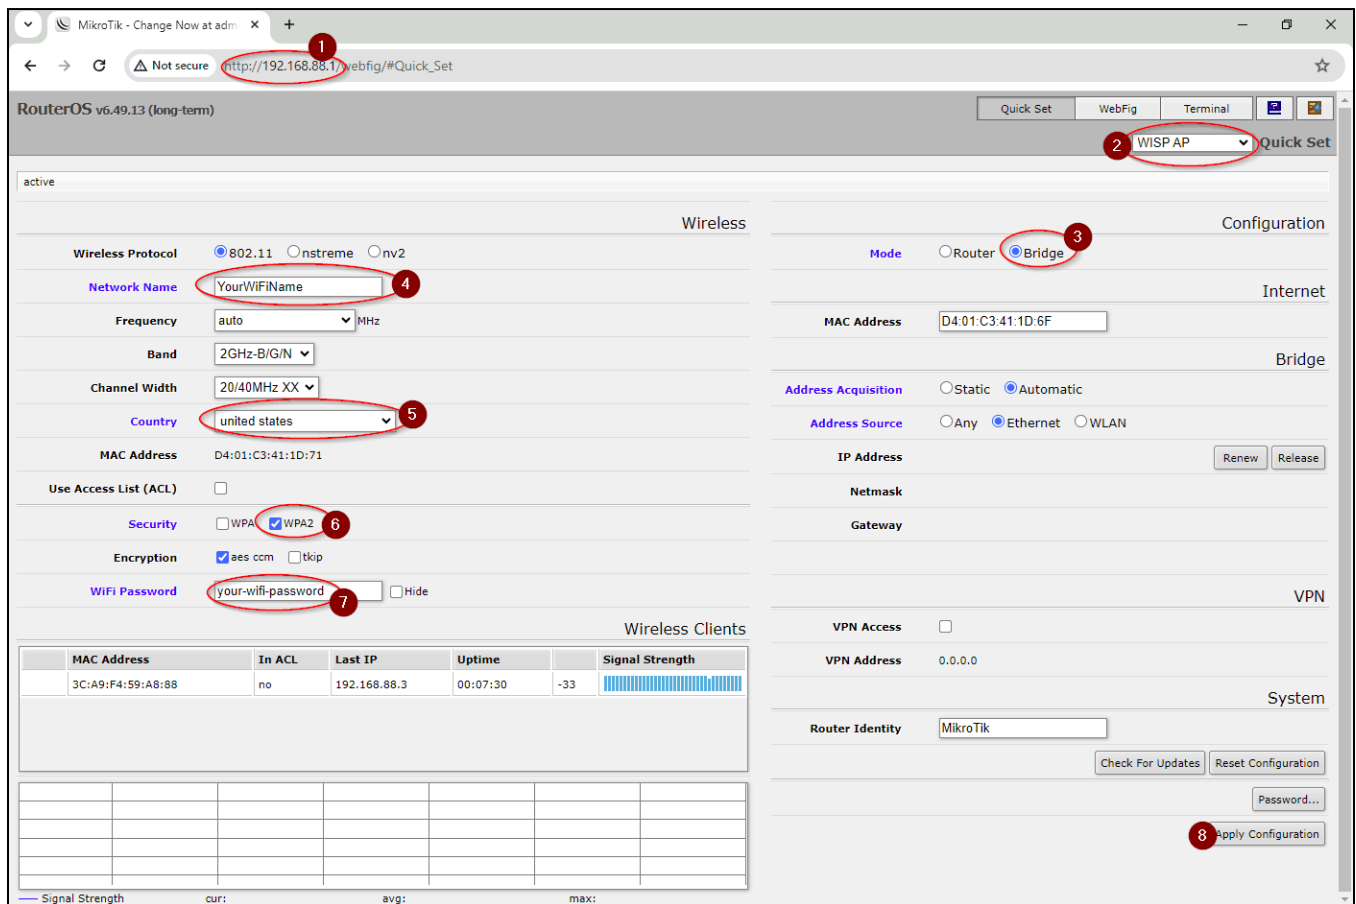 MikroTik - Change Now at adm
1
Not secure http://192.168.88.1/webfig/#Quick_Set
RouterOS v6.49.13 (long-term)
Quick Set WebFig Terminal
2 WISP AP Quick Set
active
Wireless
Wireless Protocol 802.11 nstreme nv2
Network Name YourWiFiName 4
Frequency auto MHz
Band 2GHz-B/G/N
Channel Width 20/40MHz XX
Country united states 5
MAC Address D4:01:C3:41:1D:71
Use Access List (ACL)
Security WPA WPA2 6
Encryption aes ccm tkip
WiFi Password your-wifi-password Hide
7
Wireless Clients
MAC Address In ACL Last IP Uptime Signal Strength
3C:A9:F4:59:A8:88 no 192.168.88.3 00:07:30 -33
Signal Strength cur: avg: max:
Configuration
3
Mode Router Bridge
Internet
MAC Address D4:01:C3:41:1D:6F
Bridge
Address Acquisition Static Automatic
Address Source Any Ethernet WLAN
IP Address Renew Release
Netmask
Gateway
VPN
VPN Access
VPN Address 0.0.0.0
System
Router Identity MikroTik
Check For Updates Reset Configuration
Password...
8 Apply Configuration